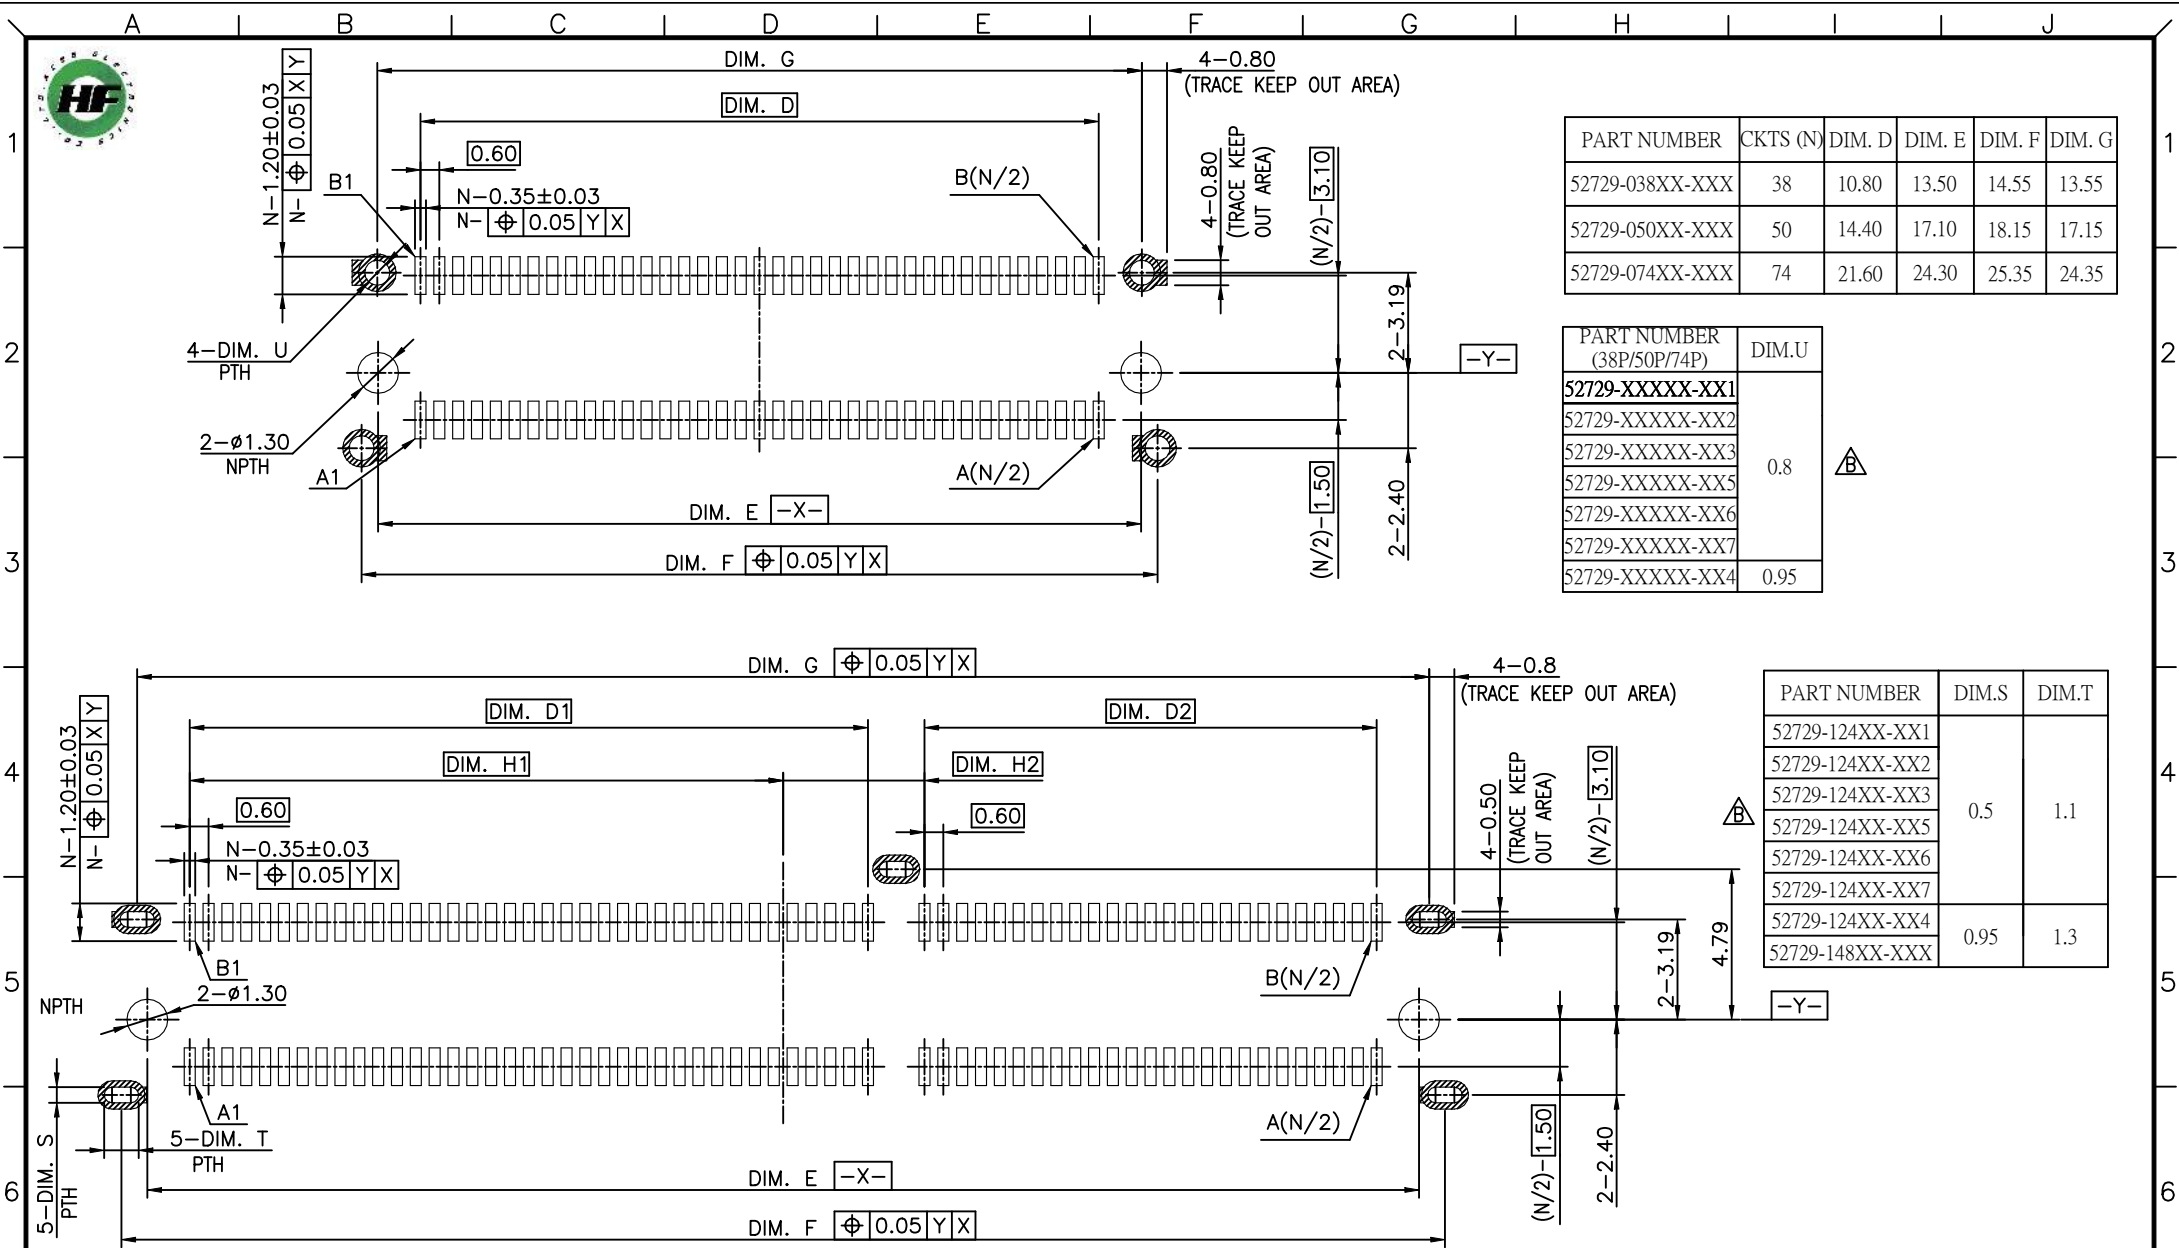 A B C D E F G H I J
1 1
2 2
3 3
4 4
5 5
6 6
HF
DIM. G
4-0.80
(TRACE KEEP OUT AREA)
DIM. D
N-1.20±0.03
N- ⌖ 0.05 X Y
0.60
B1
N-0.35±0.03
N- ⌖ 0.05 Y X
B(N/2)
4-0.80
(TRACE KEEP
OUT AREA)
(N/2)-3.10
2-3.19
4-DIM. U
PTH
-Y-
2-ø1.30
NPTH
A1
A(N/2)
(N/2)-1.50
2-2.40
DIM. E -X-
DIM. F ⌖ 0.05 Y X
PART NUMBER CKTS (N) DIM. D DIM. E DIM. F DIM. G
52729-038XX-XXX 38 10.80 13.50 14.55 13.55
52729-050XX-XXX 50 14.40 17.10 18.15 17.15
52729-074XX-XXX 74 21.60 24.30 25.35 24.35
PART NUMBER
(38P/50P/74P) DIM.U
52729-XXXXX-XX1
52729-XXXXX-XX2
52729-XXXXX-XX3
0.8
B
52729-XXXXX-XX5
52729-XXXXX-XX6
52729-XXXXX-XX7
52729-XXXXX-XX4 0.95
DIM. G ⌖ 0.05 Y X
4-0.8
(TRACE KEEP OUT AREA)
DIM. D1
DIM. D2
DIM. H1
DIM. H2
N-1.20±0.03
N- ⌖ 0.05 X Y
0.60
0.60
N-0.35±0.03
N- ⌖ 0.05 Y X
4-0.50
(TRACE KEEP
OUT AREA)
(N/2)-3.10
2-3.19
4.79
B1
B(N/2)
NPTH
2-ø1.30
-Y-
A1
A(N/2)
5-DIM. T
PTH
5-DIM. S
PTH
(N/2)-1.50
2-2.40
DIM. E -X-
DIM. F ⌖ 0.05 Y X
PART NUMBER DIM.S DIM.T
52729-124XX-XX1
52729-124XX-XX2
52729-124XX-XX3
B
0.5 1.1
52729-124XX-XX5
52729-124XX-XX6
52729-124XX-XX7
52729-124XX-XX4
0.95 1.3
52729-148XX-XXX